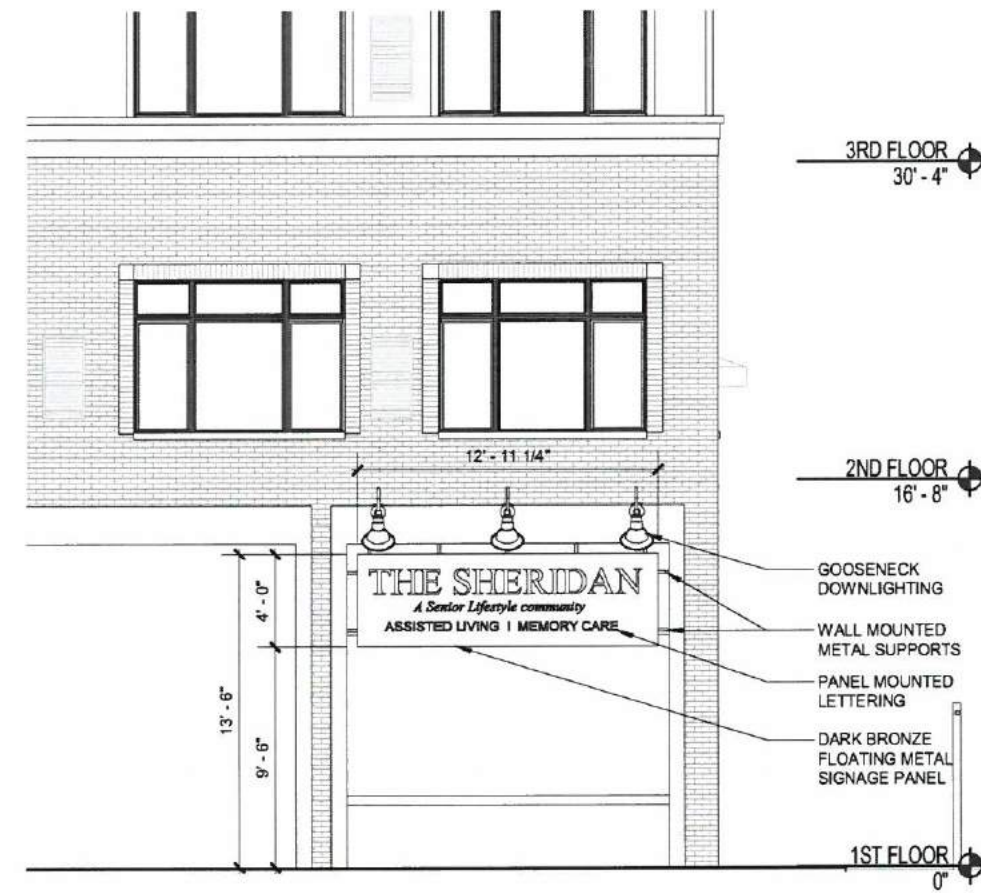 3RD FLOOR
30' - 4"
12' - 11 1/4"
2ND FLOOR
16' - 8"
GOOSENECK
DOWNLIGHTING
THE SHERIDAN
A Senior Lifestyle community
ASSISTED LIVING | MEMORY CARE
4' - 0"
WALL MOUNTED
METAL SUPPORTS
PANEL MOUNTED
LETTERING
13' - 6"
9' - 6"
DARK BRONZE
FLOATING METAL
SIGNAGE PANEL
1ST FLOOR
0"